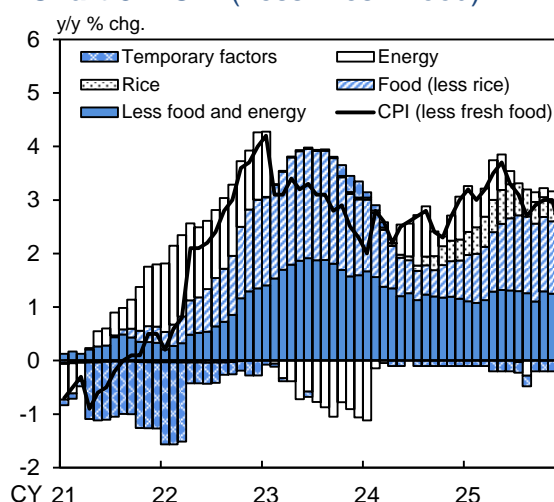 y/y % chg.
6
Temporary factors
Energy
Rice
Food (less rice)
Less food and energy
CPI (less fresh food)
5
4
3
2
1
0
-1
-2
CY 21 22 23 24 25